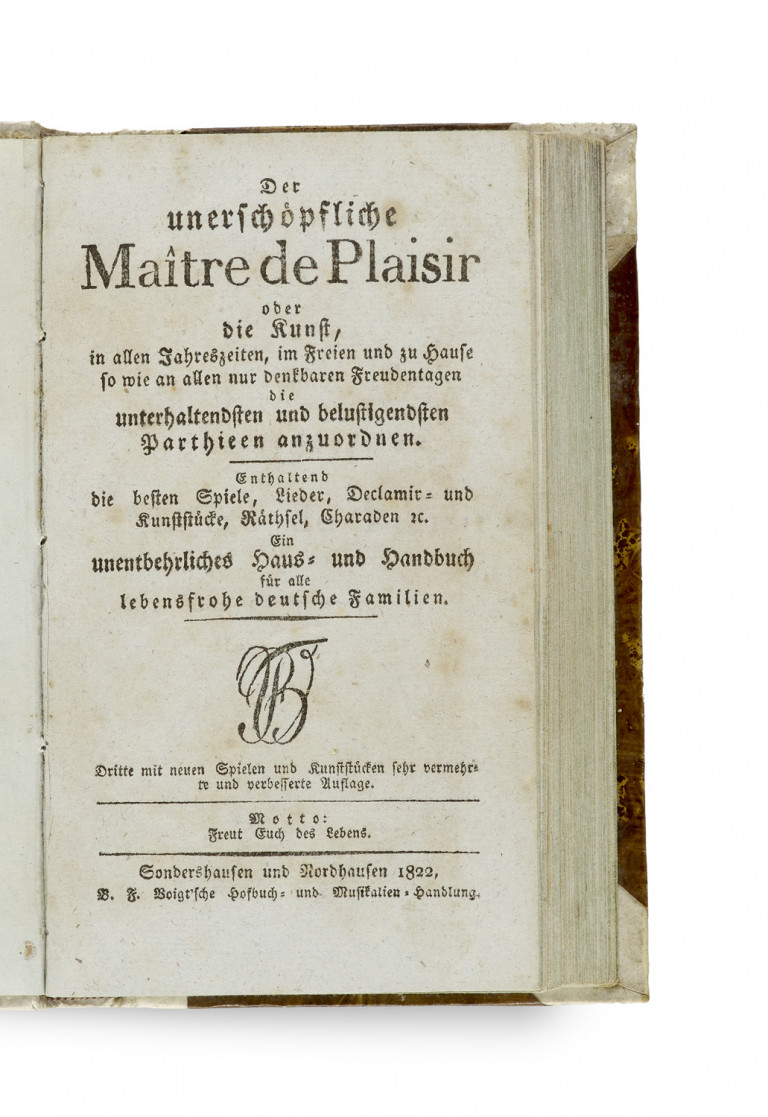 Der
unerschöpfliche
Maître de Plaisir
oder
die Kunst,
in allen Jahreszeiten, im Freien und zu Hause
so wie an allen nur denkbaren Freudentagen
die
unterhaltendsten und belustigendsten
Parthieen anzuordnen.
Enthaltend
die besten Spiele, Lieder, Declamir- und
Kunststücke, Räthsel, Charaden ꝛc.
Ein
unentbehrliches Haus- und Handbuch
für alle
lebensfrohe deutsche Familien.
Dritte mit neuen Spielen und Kunststücken sehr vermehr-
te und verbesserte Auflage.
Motto:
Freut Euch des Lebens.
Sondershausen und Nordhausen 1822,
B. F. Voigt'sche Hofbuch- und Musikalien-Handlung.